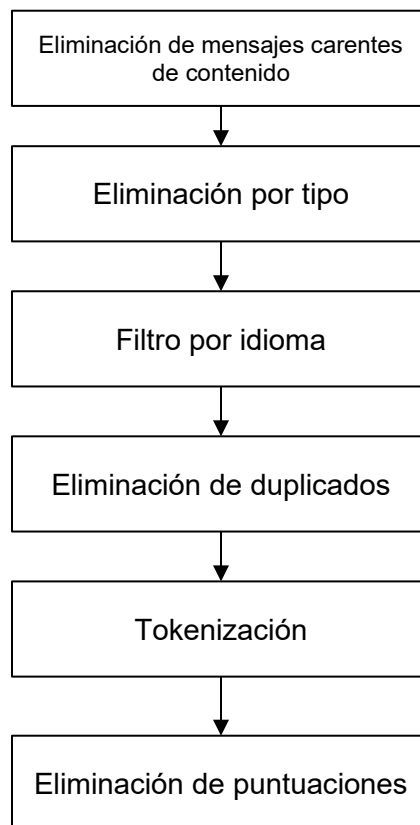 Eliminación de mensajes carentes
de contenido
Eliminación por tipo
Filtro por idioma
Eliminación de duplicados
Tokenización
Eliminación de puntuaciones